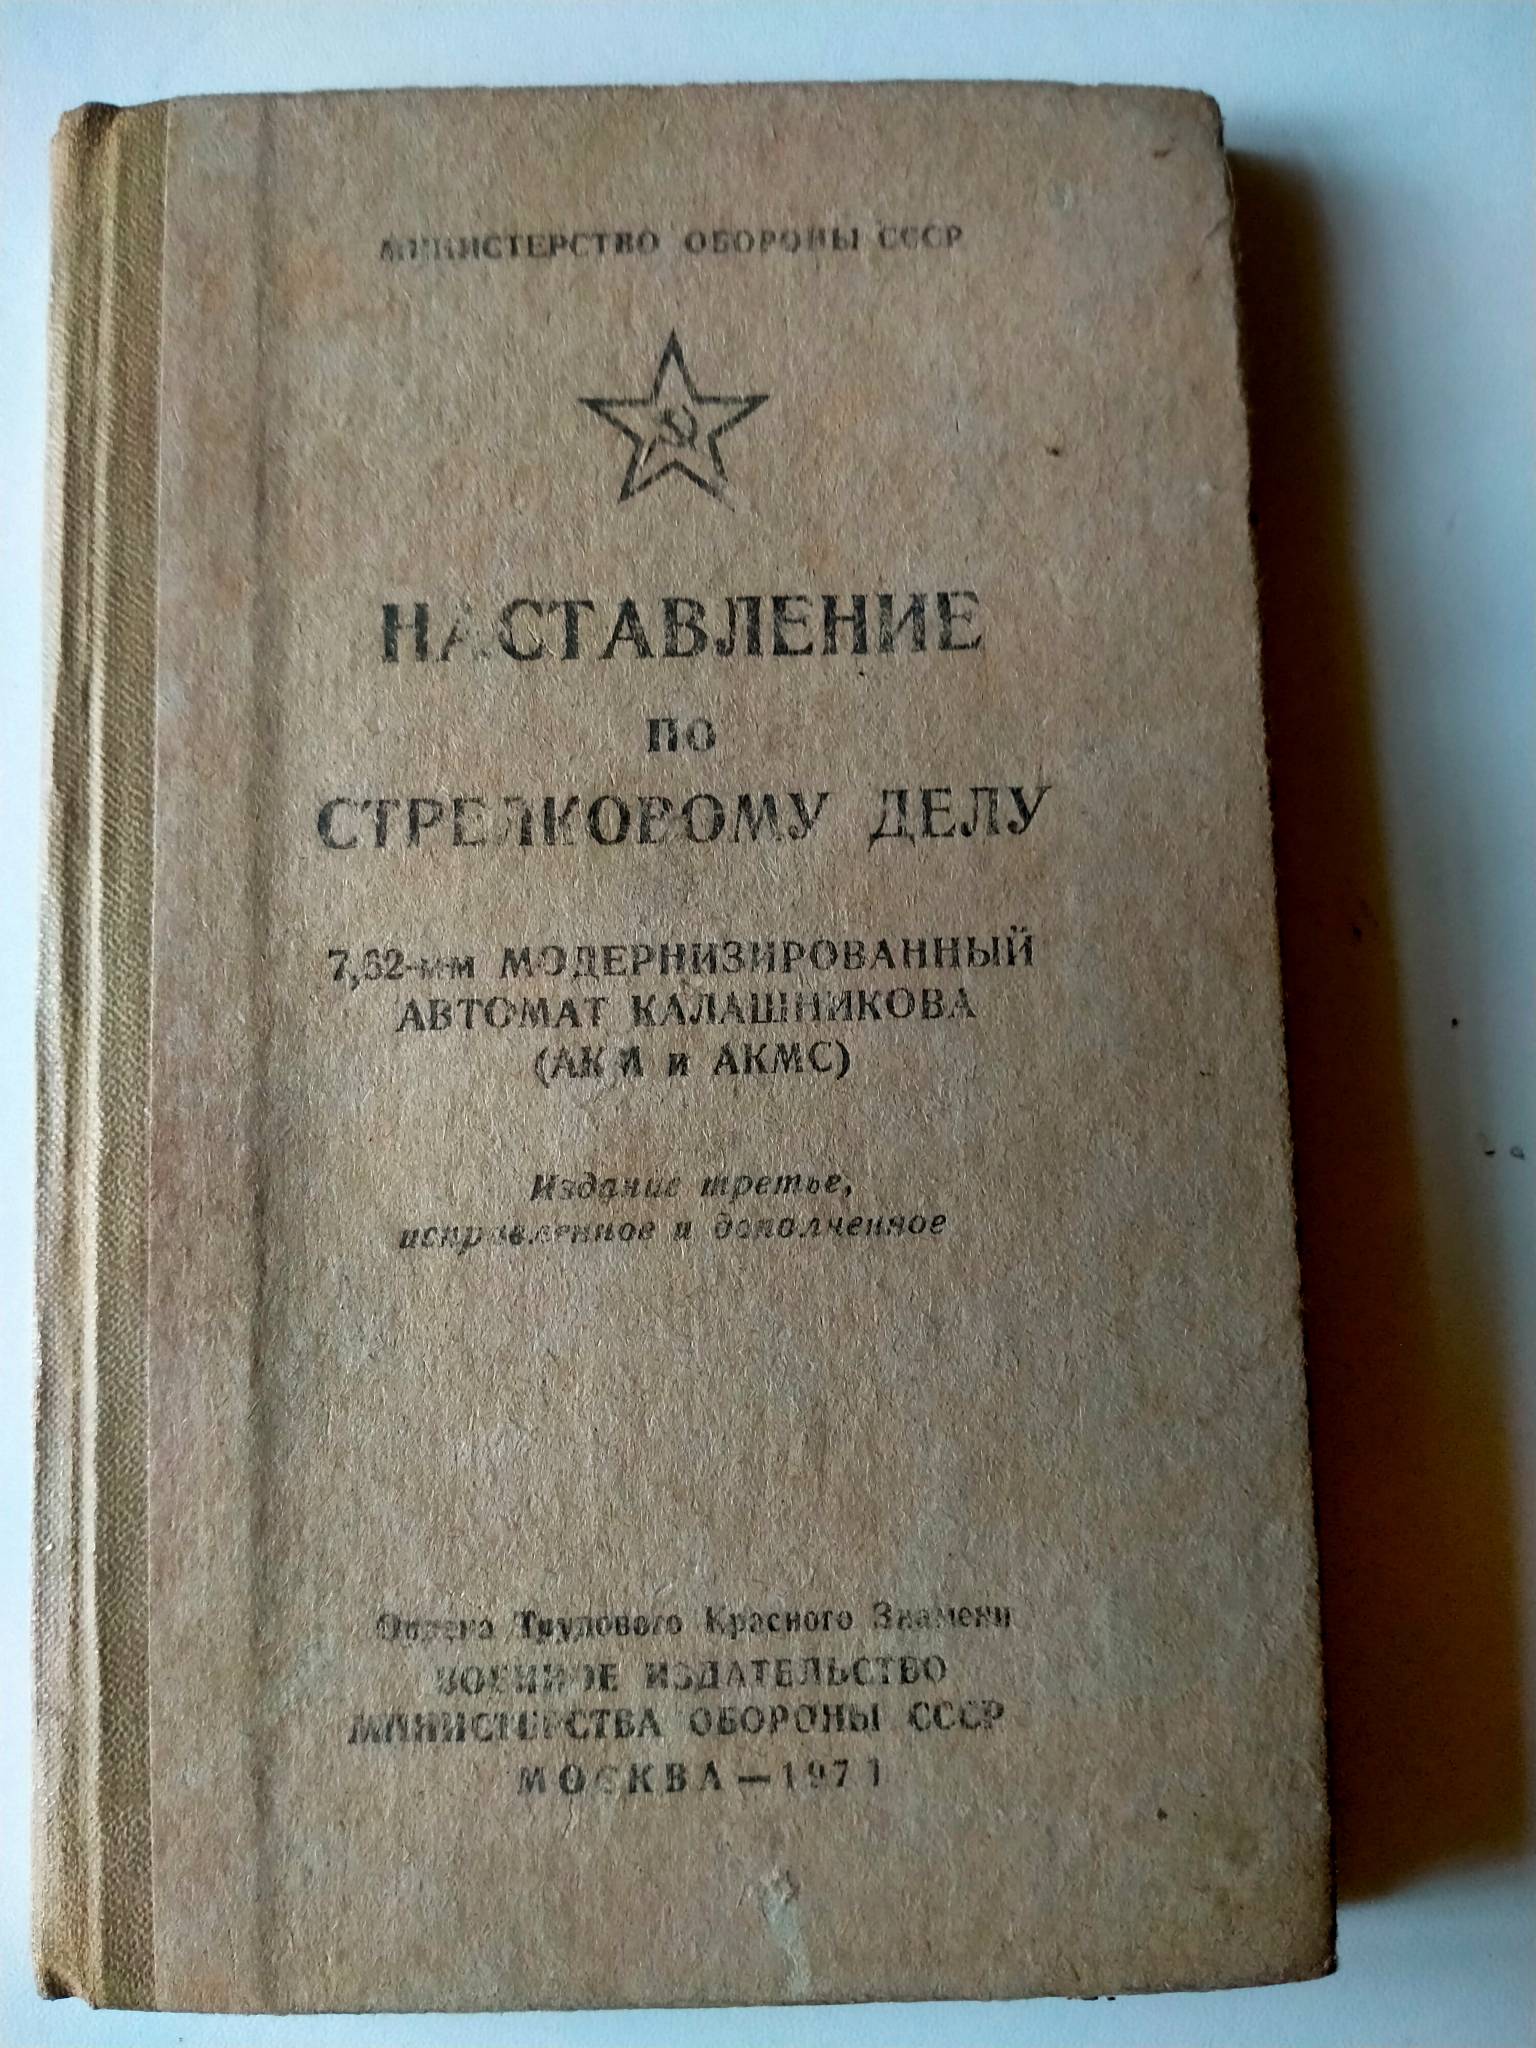 МИНИСТЕРСТВО ОБОРОНЫ СССР
НАСТАВЛЕНИЕ
по
СТРЕЛКОВОМУ ДЕЛУ
7,62-мм МОДЕРНИЗИРОВАННЫЙ
АВТОМАТ КАЛАШНИКОВА
(АКМ и АКМС)
Издание третье,
исправленное и дополненное
Ордена Трудового Красного Знамени
ВОЕННОЕ ИЗДАТЕЛЬСТВО
МИНИСТЕРСТВА ОБОРОНЫ СССР
МОСКВА — 1971